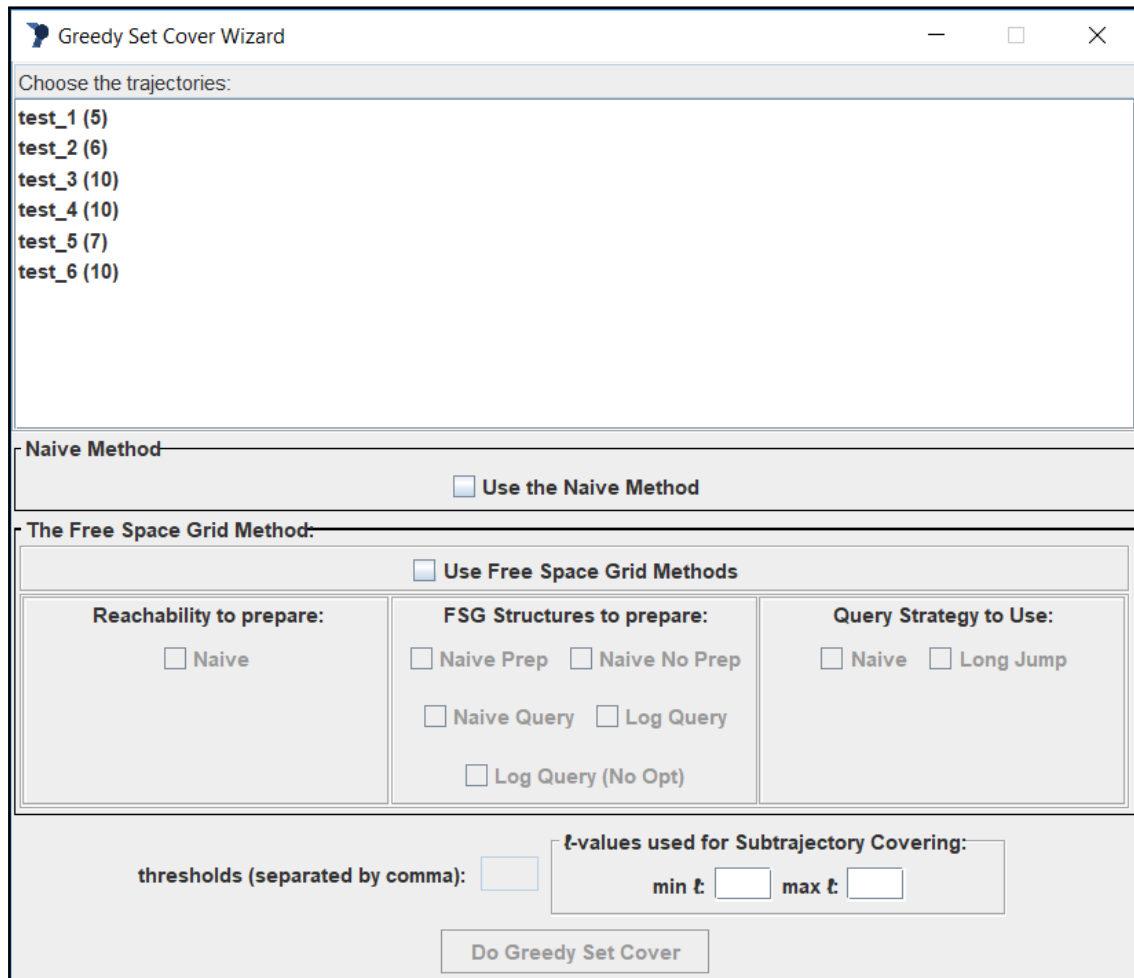 Greedy Set Cover Wizard
Choose the trajectories:
test_1 (5)
test_2 (6)
test_3 (10)
test_4 (10)
test_5 (7)
test_6 (10)
Naive Method
Use the Naive Method
The Free Space Grid Method:
Use Free Space Grid Methods
Reachability to prepare:
Naive
FSG Structures to prepare:
Naive Prep Naive No Prep
Naive Query Log Query
Log Query (No Opt)
Query Strategy to Use:
Naive Long Jump
thresholds (separated by comma):
ℓ-values used for Subtrajectory Covering:
min ℓ: max ℓ:
Do Greedy Set Cover